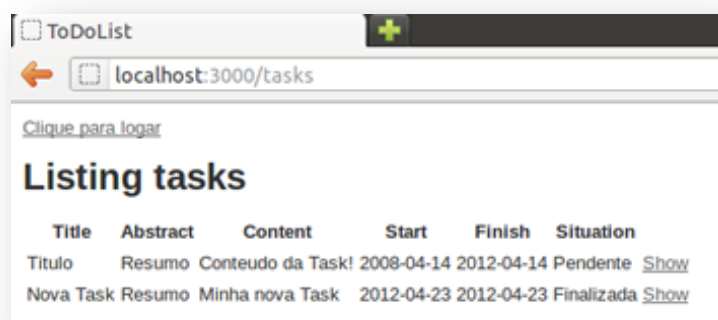 ToDoList
localhost:3000/tasks
Clique para logar
Listing tasks
Title Abstract Content Start Finish Situation
Titulo Resumo Conteudo da Task! 2008-04-14 2012-04-14 Pendente Show
Nova Task Resumo Minha nova Task 2012-04-23 2012-04-23 Finalizada Show